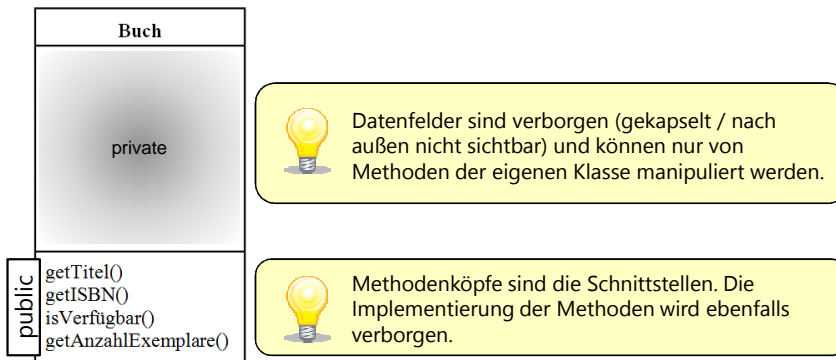 Buch
private
Datenfelder sind verborgen (gekapselt / nach
außen nicht sichtbar) und können nur von
Methoden der eigenen Klasse manipuliert werden.
public
getTitel()
getISBN()
isVerfügbar()
getAnzahlExemplare()
Methodenköpfe sind die Schnittstellen. Die
Implementierung der Methoden wird ebenfalls
verborgen.